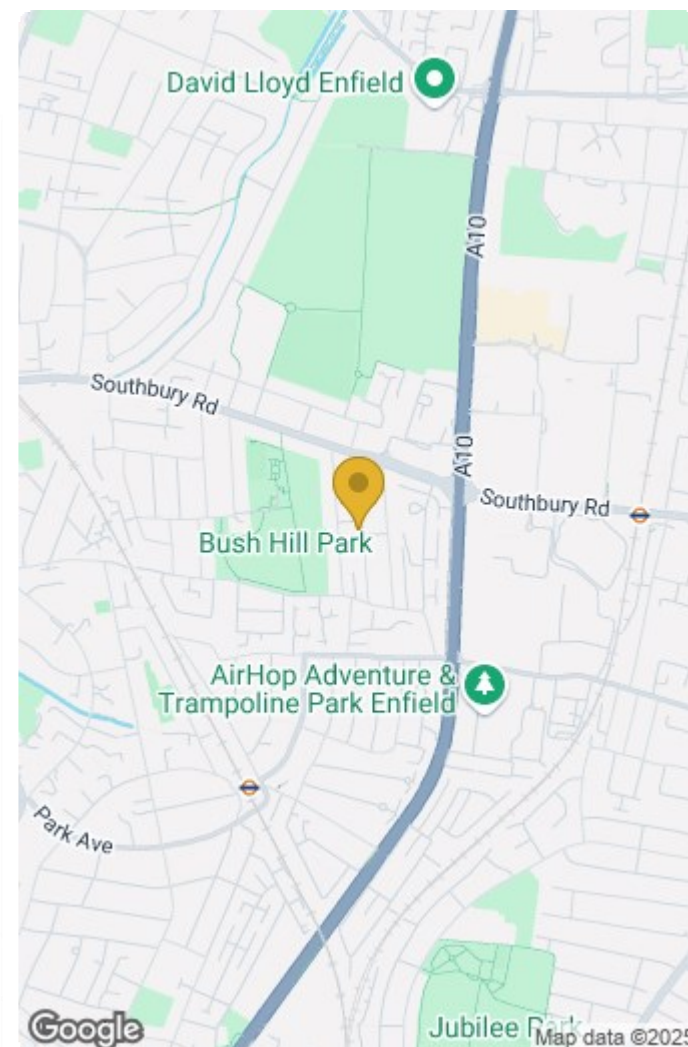 David Lloyd Enfield
A10
Southbury Rd
A10
Southbury Rd
Bush Hill Park
AirHop Adventure &
Trampoline Park Enfield
Park Ave
Jubilee Park
Google
Map data ©2025